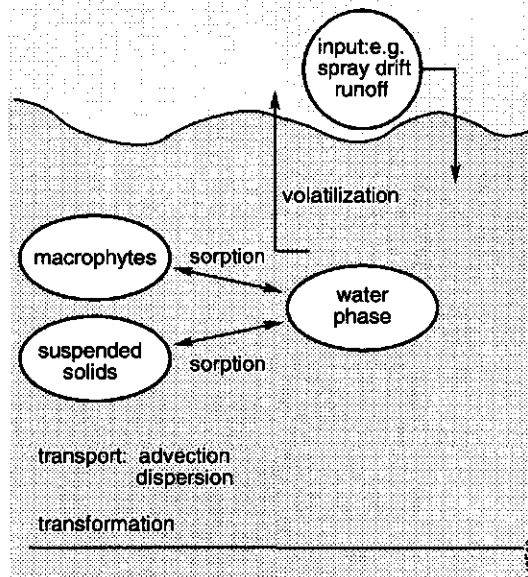 input:e.g.
spray drift
runoff
volatilization
macrophytes
sorption
water
phase
suspended
solids
sorption
transport: advection
dispersion
transformation